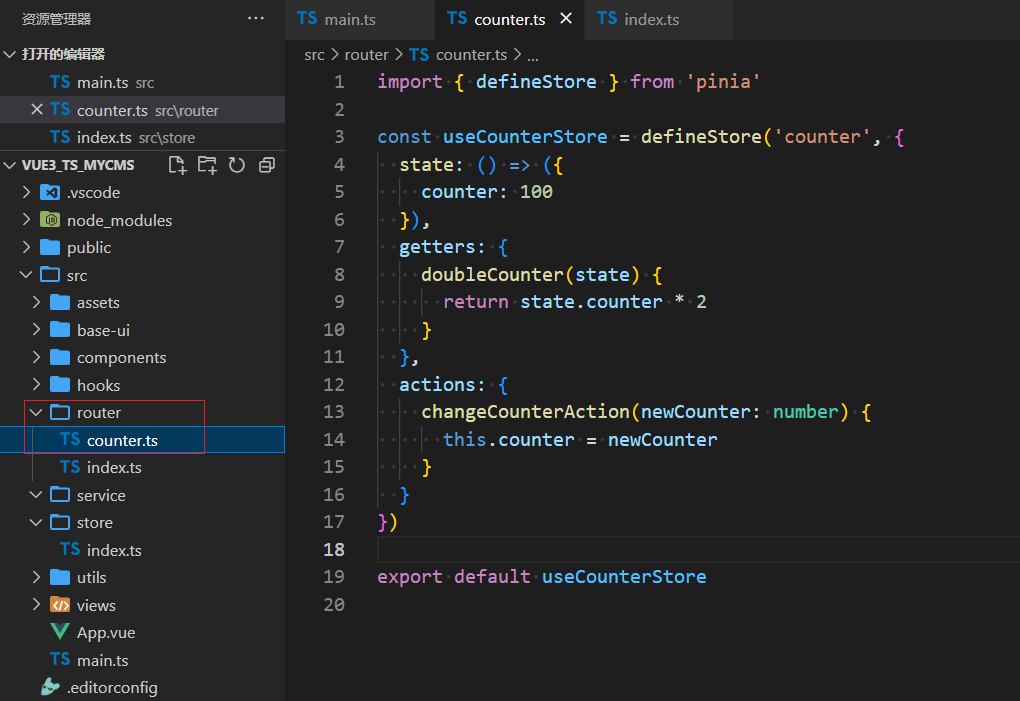 资源管理器 ···
打开的编辑器
TS main.ts src
TS counter.ts src\router
TS index.ts src\store
VUE3_TS_MYCMS
.vscode
node_modules
public
src
assets
base-ui
components
hooks
router
TS counter.ts
TS index.ts
service
store
TS index.ts
utils
views
App.vue
TS main.ts
.editorconfig
TS main.ts TS counter.ts TS index.ts
src > router > TS counter.ts > ...
1 import { defineStore } from 'pinia'
2
3 const useCounterStore = defineStore('counter', {
4   state: () => ({
5     counter: 100
6   }),
7   getters: {
8     doubleCounter(state) {
9       return state.counter * 2
10     }
11   },
12   actions: {
13     changeCounterAction(newCounter: number) {
14       this.counter = newCounter
15     }
16   }
17 })
18
19 export default useCounterStore
20